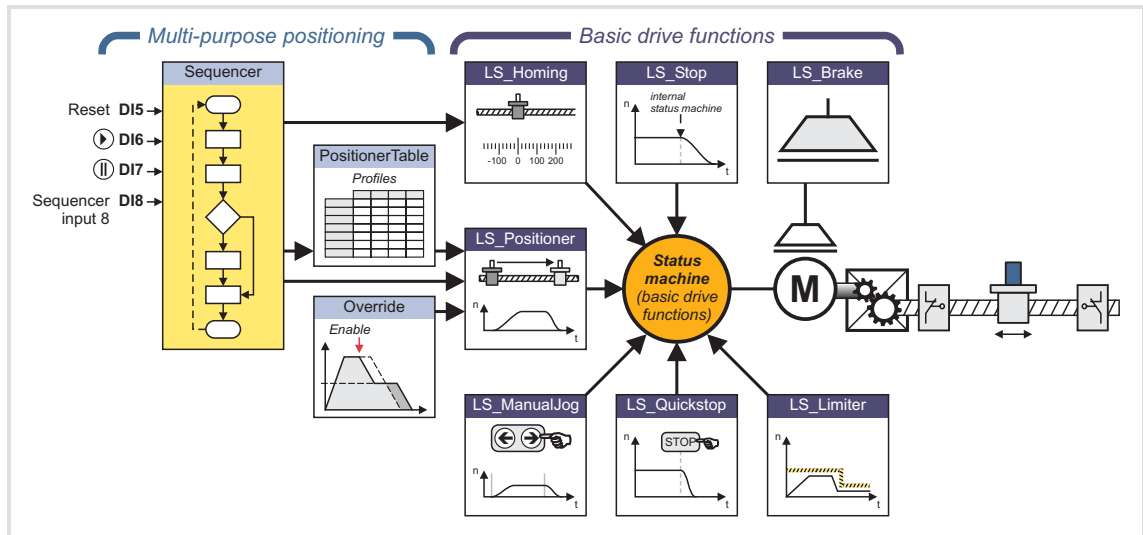 Multi-purpose positioning
Basic drive functions
Sequencer
Reset DI5
DI6
DI7
Sequencer DI8
input 8
PositionerTable
Profiles
Override
Enable
LS_Homing
-100 0 100 200
LS_Stop
n
internal
status machine
t
LS_Brake
LS_Positioner
t
Status
machine
(basic drive
functions)
M
LS_ManualJog
n
t
LS_Quickstop
STOP
n
t
LS_Limiter
n
t